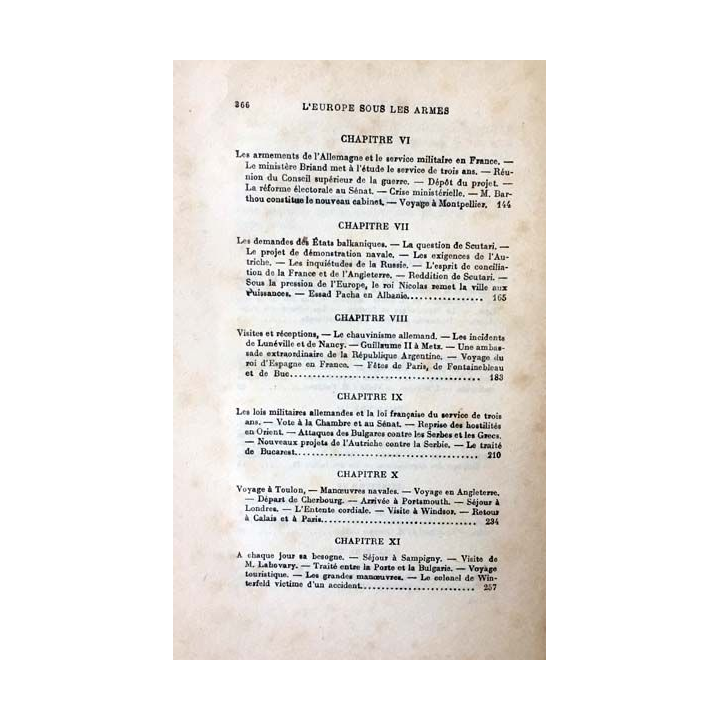 366 L'EUROPE SOUS LES ARMES
CHAPITRE VI
Les armements de l'Allemagne et le service militaire en France. —
Le ministère Briand met à l'étude le service de trois ans. — Réu-
nion du Conseil supérieur de la guerre. — Dépôt du projet. —
La réforme électorale au Sénat. — Crise ministérielle. — M. Bar-
thou constitue le nouveau cabinet. — Voyage à Montpellier. 144
CHAPITRE VII
Les demandes des États balkaniques. — La question de Scutari. —
Le projet de démonstration navale. — Les exigences de l'Au-
triche. — Les inquiétudes de la Russie. — L'esprit de concilia-
tion de la France et de l'Angleterre. — Reddition de Scutari. —
Sous la pression de l'Europe, le roi Nicolas remet la ville aux
Puissances. — Essad Pacha en Albanie................ 165
CHAPITRE VIII
Visites et réceptions, — Le chauvinisme allemand. — Les incidents
de Lunéville et de Nancy. — Guillaume II à Metz. — Une ambas-
sade extraordinaire de la République Argentine. — Voyage du
roi d'Espagne en France. — Fêtes de Paris, de Fontainebleau
et de Buc........................................ 183
CHAPITRE IX
Les lois militaires allemandes et la loi française du service de trois
ans. — Vote à la Chambre et au Sénat. — Reprise des hostilités
en Orient. — Attaques des Bulgares contre les Serbes et les Grecs.
— Nouveaux projets de l'Autriche contre la Serbie. — Le traité
de Bucarest...................................... 210
CHAPITRE X
Voyage à Toulon, — Manœuvres navales. — Voyage en Angleterre.
— Départ de Cherbourg. — Arrivée à Portsmouth. — Séjour à
Londres. — L'Entente cordiale. — Visite à Windsor. — Retour
à Calais et à Paris................................ 234
CHAPITRE XI
A chaque jour sa besogne. — Séjour à Sampigny. — Visite de
M. Lahovary. — Traité entre la Porte et la Bulgarie. — Voyage
touristique. — Les grandes manœuvres. — Le colonel de Win-
terfeld victime d'un accident........................ 257